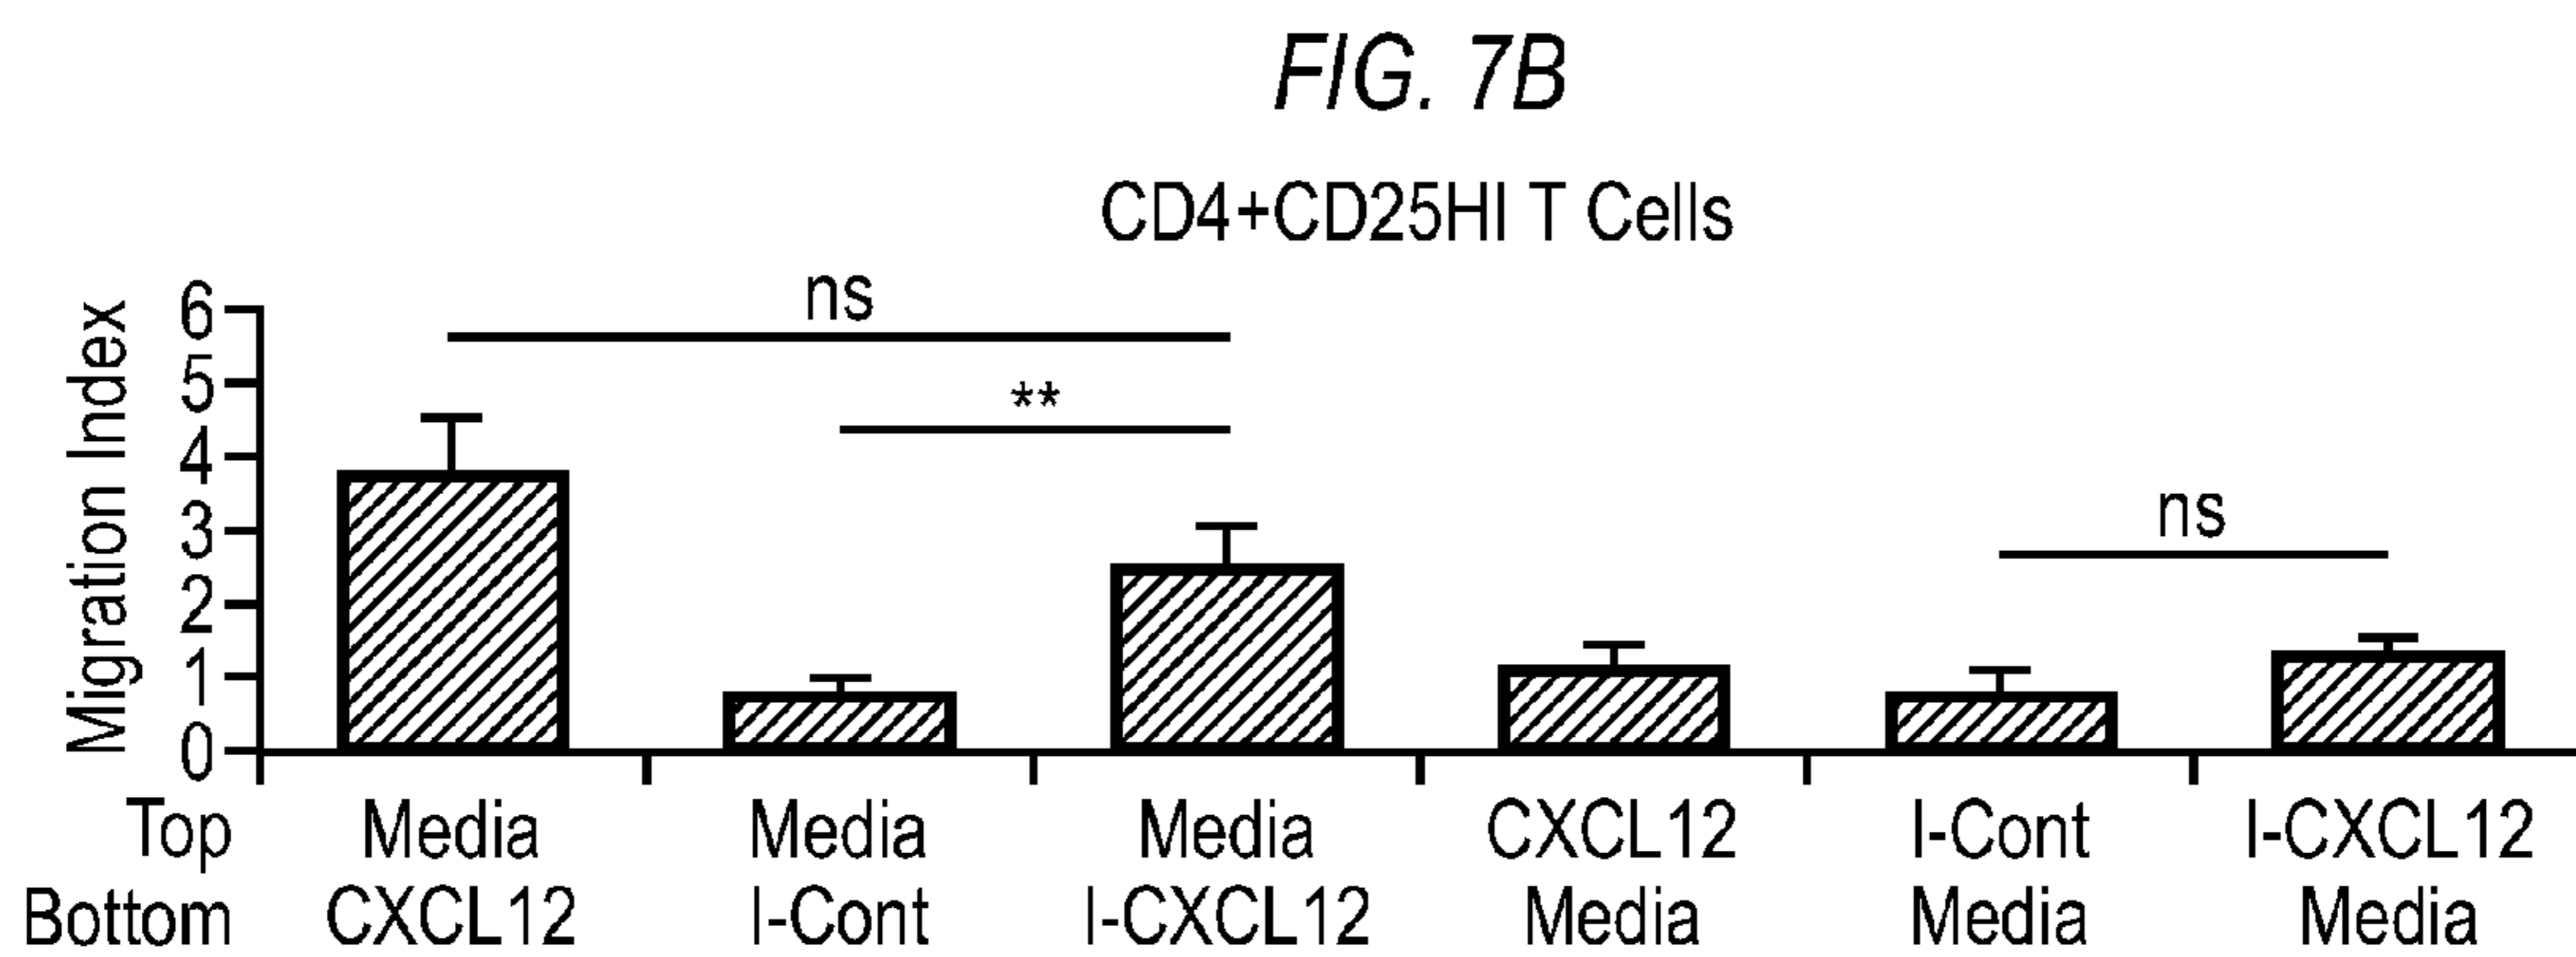 FIG. 7B
CD4+CD25HI T Cells
ns
**
ns
Migration Index
6
5
4
3
2
1
0
Top Media Media Media CXCL12 I-Cont I-CXCL12
Bottom CXCL12 I-Cont I-CXCL12 Media Media Media